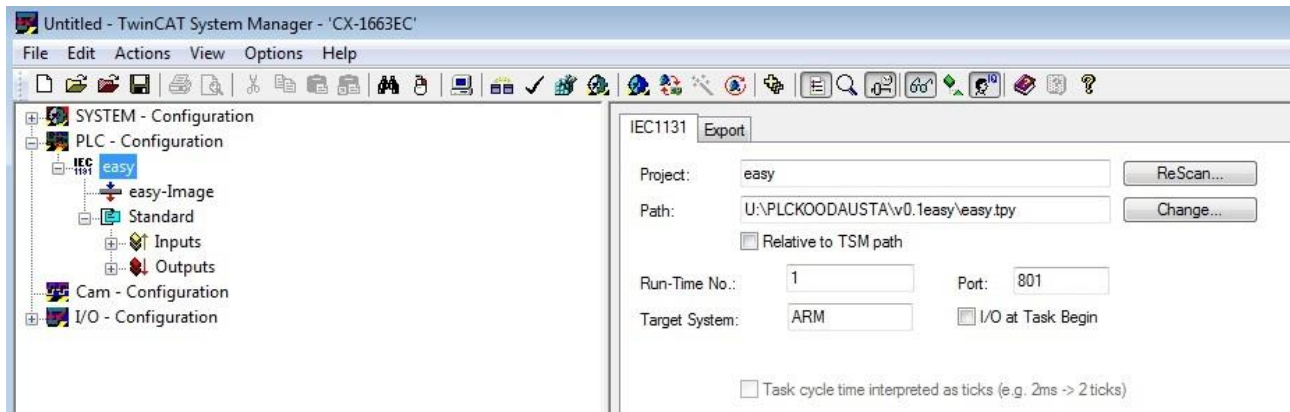 Untitled - TwinCAT System Manager - 'CX-1663EC'
File Edit Actions View Options Help
SYSTEM - Configuration
PLC - Configuration
IEC 1131 easy
easy-Image
Standard
Inputs
Outputs
Cam - Configuration
I/O - Configuration
IEC1131 Export
Project: easy ReScan...
Path: U:\PLCKOODAUSTA\v0.1easy\easy.tpy Change...
Relative to TSM path
Run-Time No.: 1 Port: 801
Target System: ARM I/O at Task Begin
Task cycle time interpreted as ticks (e.g. 2ms -> 2 ticks)